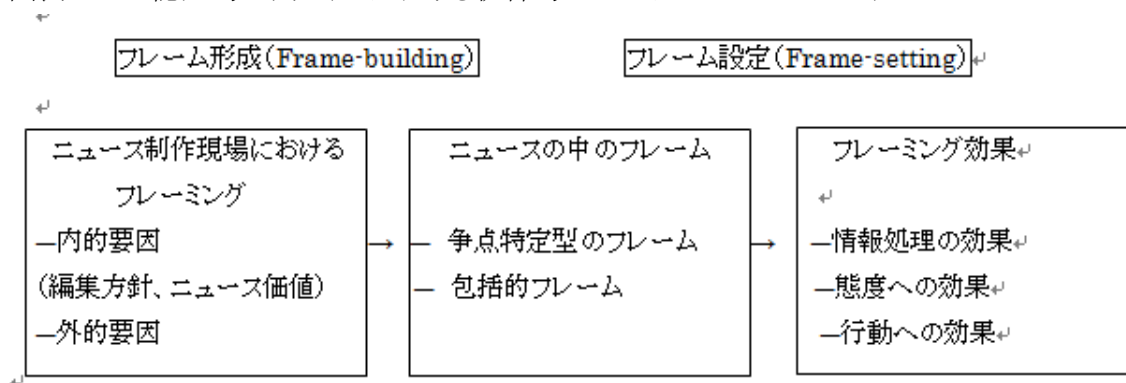 フレーム形成(Frame-building)
フレーム設定(Frame-setting)
ニュース制作現場における
フレーミング
―内的要因
(編集方針、ニュース価値)
―外的要因
→
ニュースの中のフレーム
― 争点特定型のフレーム
― 包括的フレーム
→
フレーミング効果
―情報処理の効果
―態度への効果
―行動への効果